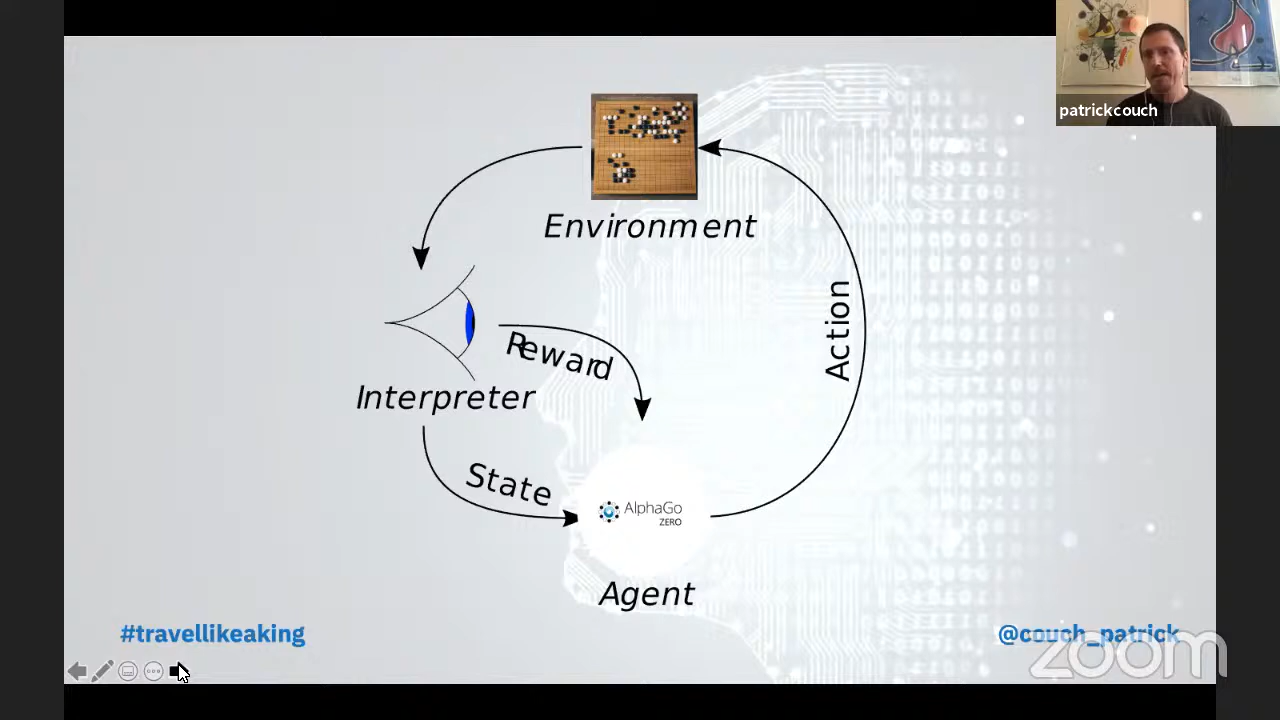 patrickcouch
Environment
Action
Reward
Interpreter
State
AlphaGo
ZERO
Agent
#travellikeaking
@couch_patrick
zoom